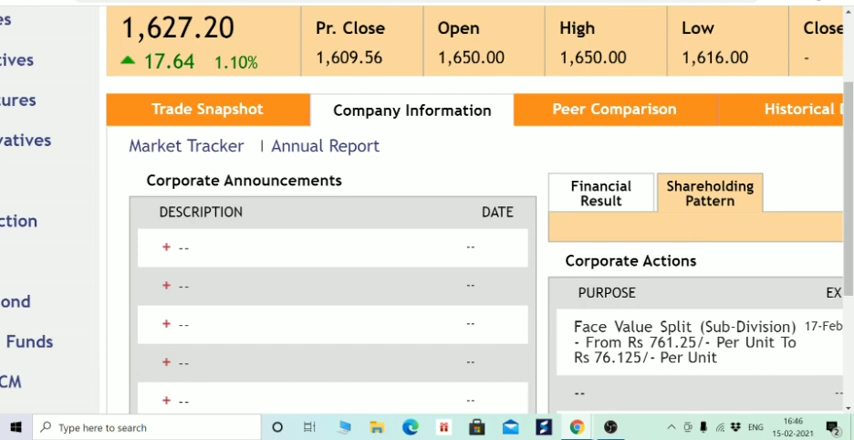 es
1,627.20
Pr. Close Open High Low Close
17.64 1.10%
1,609.56 1,650.00 1,650.00 1,616.00 -
tives
tures
Trade Snapshot Company Information Peer Comparison Historical
vatives
Market Tracker | Annual Report
Corporate Announcements
Financial Result
Shareholding Pattern
DESCRIPTION DATE
ction
+ -- --
Corporate Actions
+ -- --
PURPOSE EX
ond
+ -- --
Face Value Split (Sub-Division) 17-Feb
- From Rs 761.25/- Per Unit To
Rs 76.125/- Per Unit
Funds
+ -- --
CM
-- --
+ -- --
Type here to search
ENG
16:46
15-02-2021
2